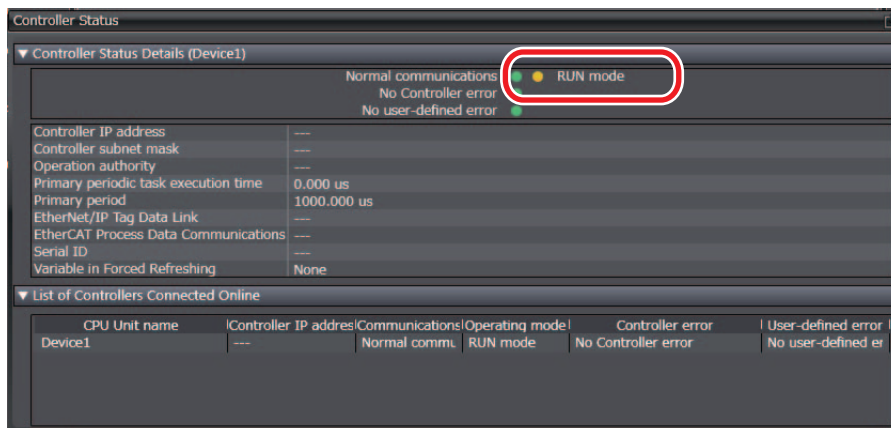 Controller Status
Controller Status Details (Device1)
Normal communications RUN mode
No Controller error
No user-defined error
Controller IP address ---
Controller subnet mask ---
Operation authority ---
Primary periodic task execution time 0.000 us
Primary period 1000.000 us
EtherNet/IP Tag Data Link ---
EtherCAT Process Data Communications ---
Serial ID ---
Variable in Forced Refreshing None
List of Controllers Connected Online
CPU Unit name Controller IP addres Communications Operating mode Controller error User-defined error
Device1 --- Normal commu RUN mode No Controller error No user-defined er